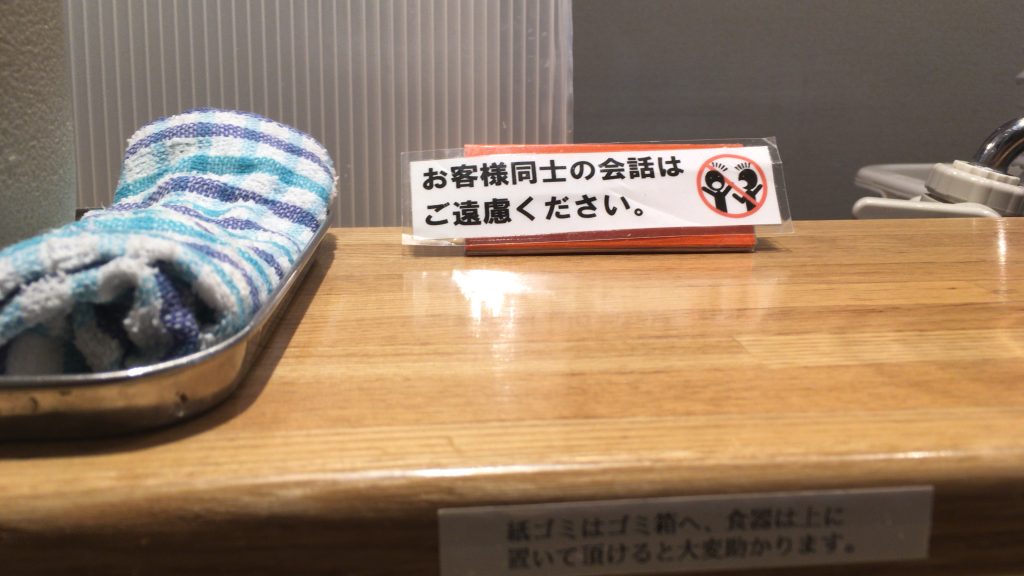 お客様同士の会話は
ご遠慮ください。
紙ゴミはゴミ箱へ、食器は上に
置いて頂けると大変助かります。